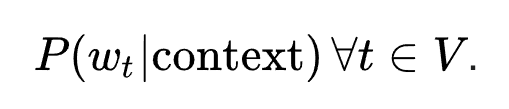 P(w_t|context) ∀t ∈ V.